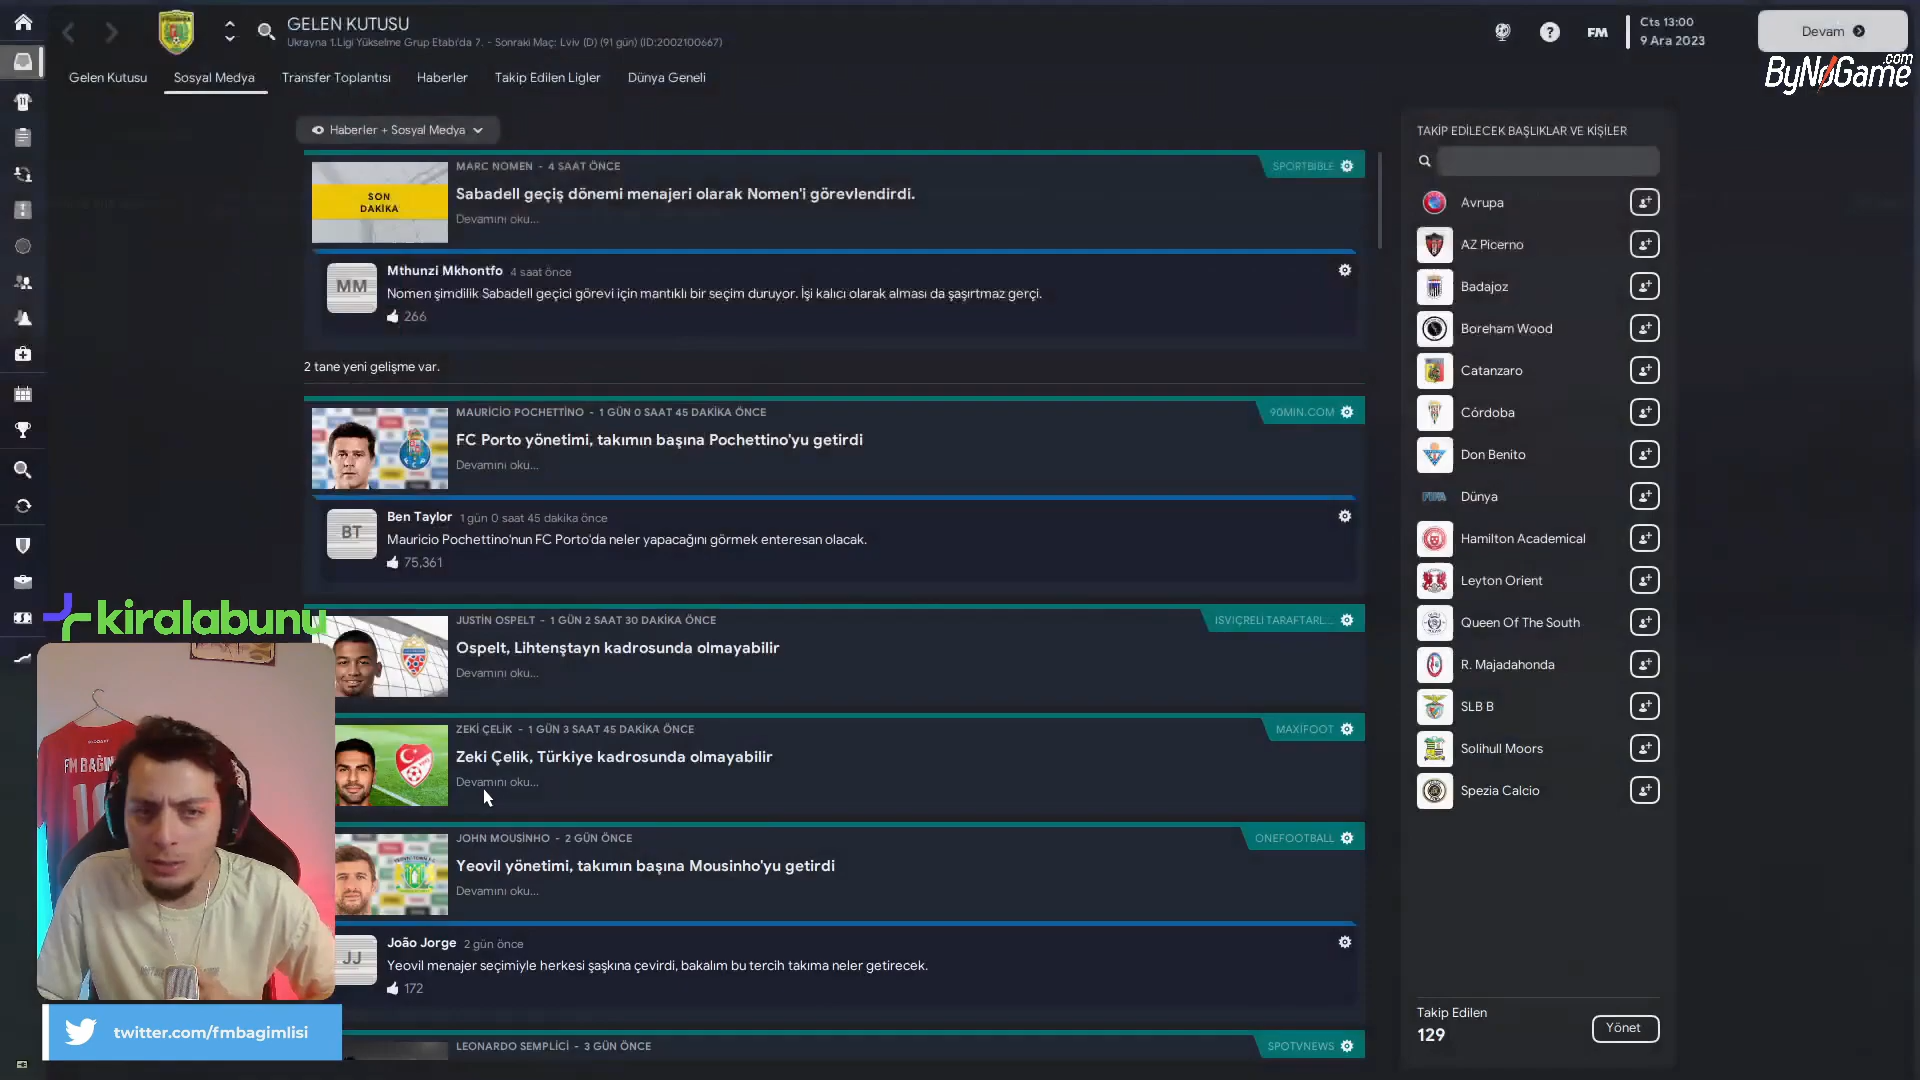 GELEN KUTUSU
Ukrayna 1.Ligi Yükselme Grup Etabı'da 7. - Sonraki Maç: Lviv (D) (91 gün) (ID:2002100667)
FM
Cts 13:00
9 Ara 2023
Devam
ByNoGame.com
Gelen Kutusu
Sosyal Medya
Transfer Toplantısı
Haberler
Takip Edilen Ligler
Dünya Geneli
Haberler + Sosyal Medya
MARC NOMEN - 4 SAAT ÖNCE
SPORTBIBLE
SON
DAKİKA
Sabadell geçiş dönemi menajeri olarak Nomen'i görevlendirdi.
Devamını oku...
MM
Mthunzi Mkhontfo 4 saat önce
Nomen şimdilik Sabadell geçici görevi için mantıklı bir seçim duruyor. İşi kalıcı olarak alması da şaşırtmaz gerçi.
266
2 tane yeni gelişme var.
MAURİCİO POCHETTİNO - 1 GÜN 0 SAAT 45 DAKİKA ÖNCE
90MIN.COM
FC Porto yönetimi, takımın başına Pochettino'yu getirdi
Devamını oku...
BT
Ben Taylor 1 gün 0 saat 45 dakika önce
Mauricio Pochettino'nun FC Porto'da neler yapacağını görmek enteresan olacak.
75,361
JUSTİN OSPELT - 1 GÜN 2 SAAT 30 DAKİKA ÖNCE
İSVİÇRELİ TARAFTARL...
Ospelt, Lihtenştayn kadrosunda olmayabilir
Devamını oku...
ZEKİ ÇELİK - 1 GÜN 3 SAAT 45 DAKİKA ÖNCE
MAXİFOOT
Zeki Çelik, Türkiye kadrosunda olmayabilir
Devamını oku...
JOHN MOUSİNHO - 2 GÜN ÖNCE
ONEFOOTBALL
Yeovil yönetimi, takımın başına Mousinho'yu getirdi
Devamını oku...
JJ
João Jorge 2 gün önce
Yeovil menajer seçimiyle herkesi şaşkına çevirdi, bakalım bu tercih takıma neler getirecek.
172
LEONARDO SEMPLİCİ - 3 GÜN ÖNCE
SPOTVNEWS
TAKİP EDİLECEK BAŞLIKLAR VE KİŞİLER
Avrupa
AZ Picerno
Badajoz
Boreham Wood
Catanzaro
Córdoba
Don Benito
FIFA
Dünya
Hamilton Academical
Leyton Orient
Queen Of The South
R. Majadahonda
SLB B
Solihull Moors
Spezia Calcio
Takip Edilen
129
Yönet
kiralabunu
FM BAĞIM
10
twitter.com/fmbagimlisi